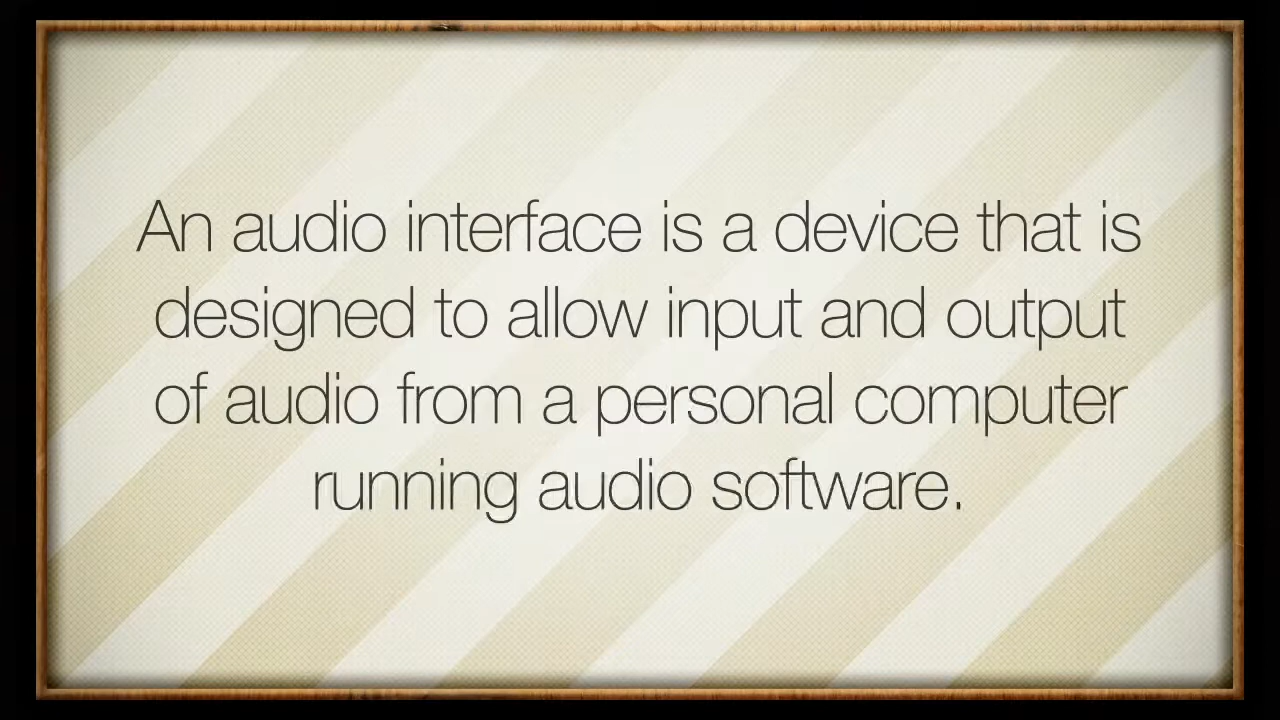 An audio interface is a device that is
designed to allow input and output
of audio from a personal computer
running audio software.